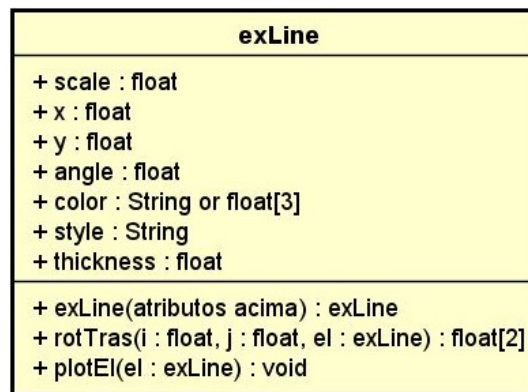 exLine
+ scale : float
+ x : float
+ y : float
+ angle : float
+ color : String or float[3]
+ style : String
+ thickness : float
+ exLine(atributos acima) : exLine
+ rotTras(i : float, j : float, el : exLine) : float[2]
+ plotEl(el : exLine) : void